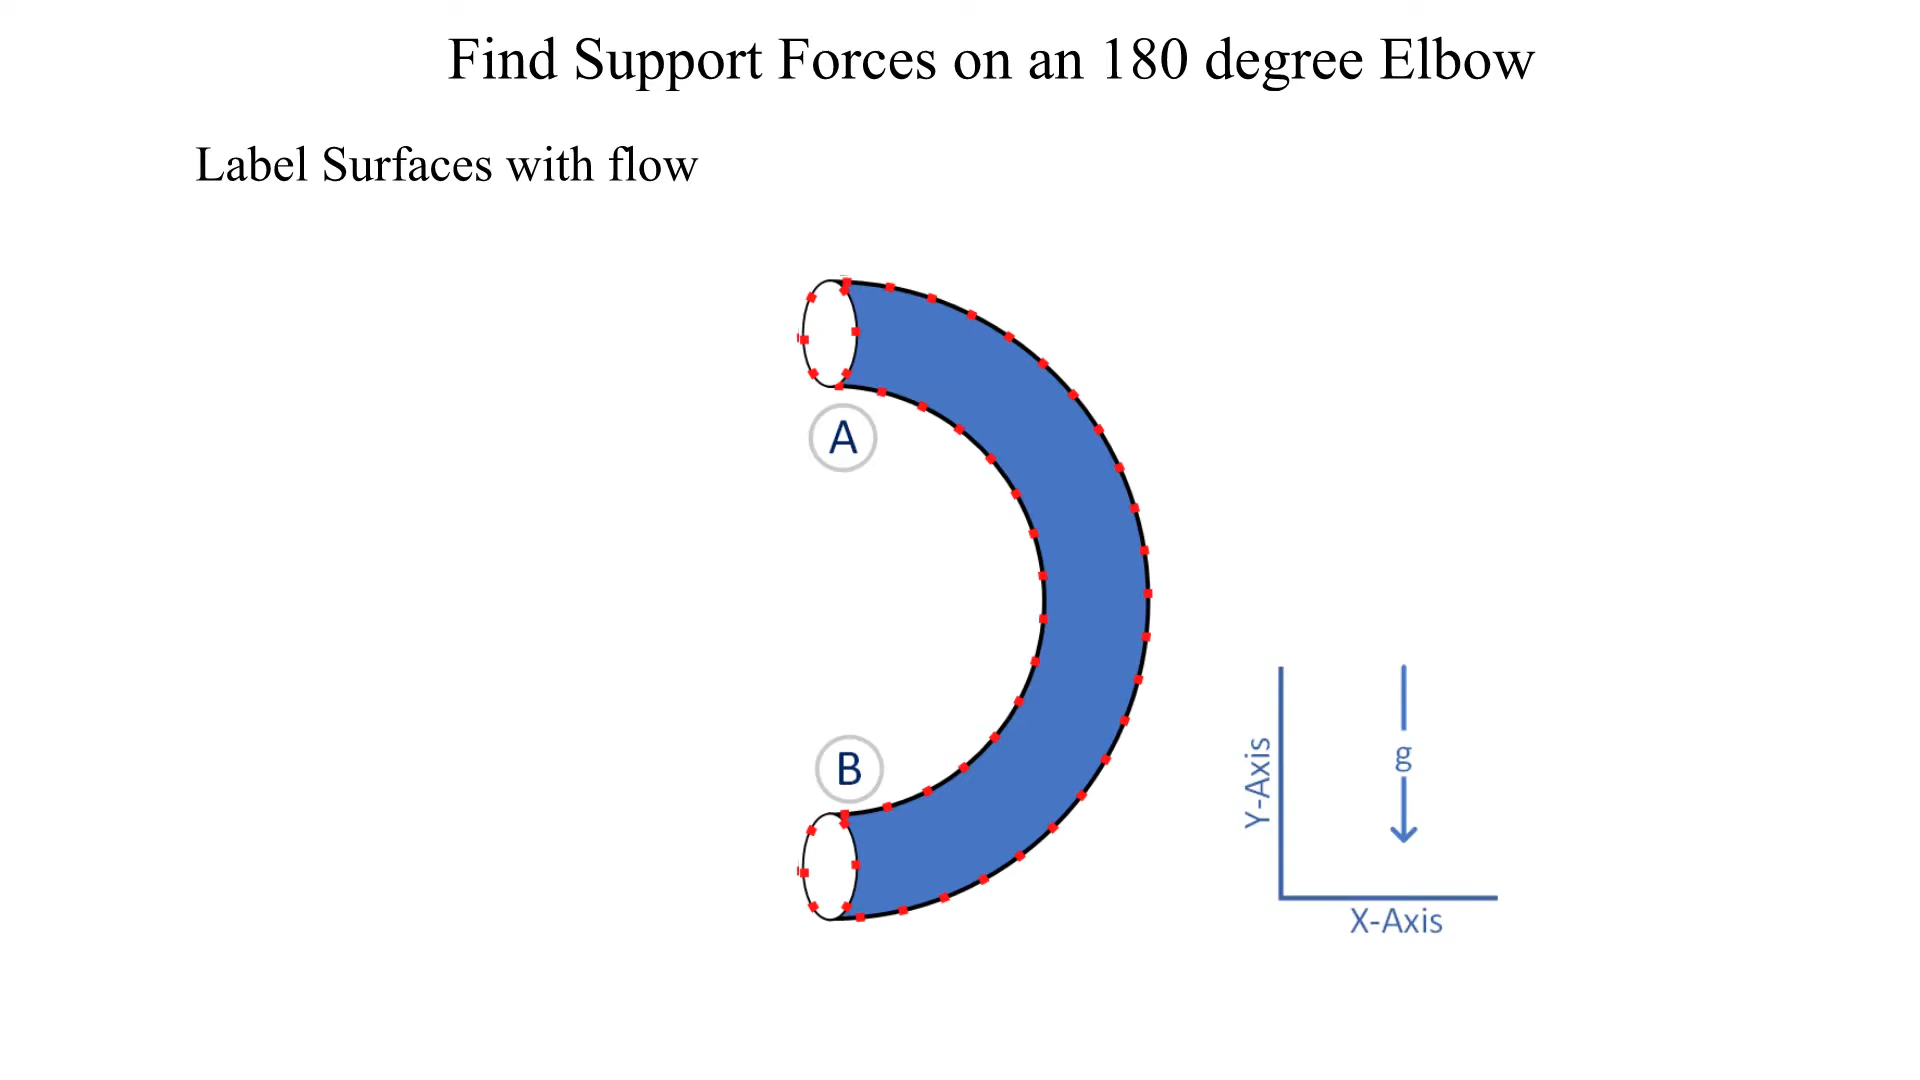 Find Support Forces on an 180 degree Elbow
Label Surfaces with flow
A
B
Y-Axis
g
X-Axis